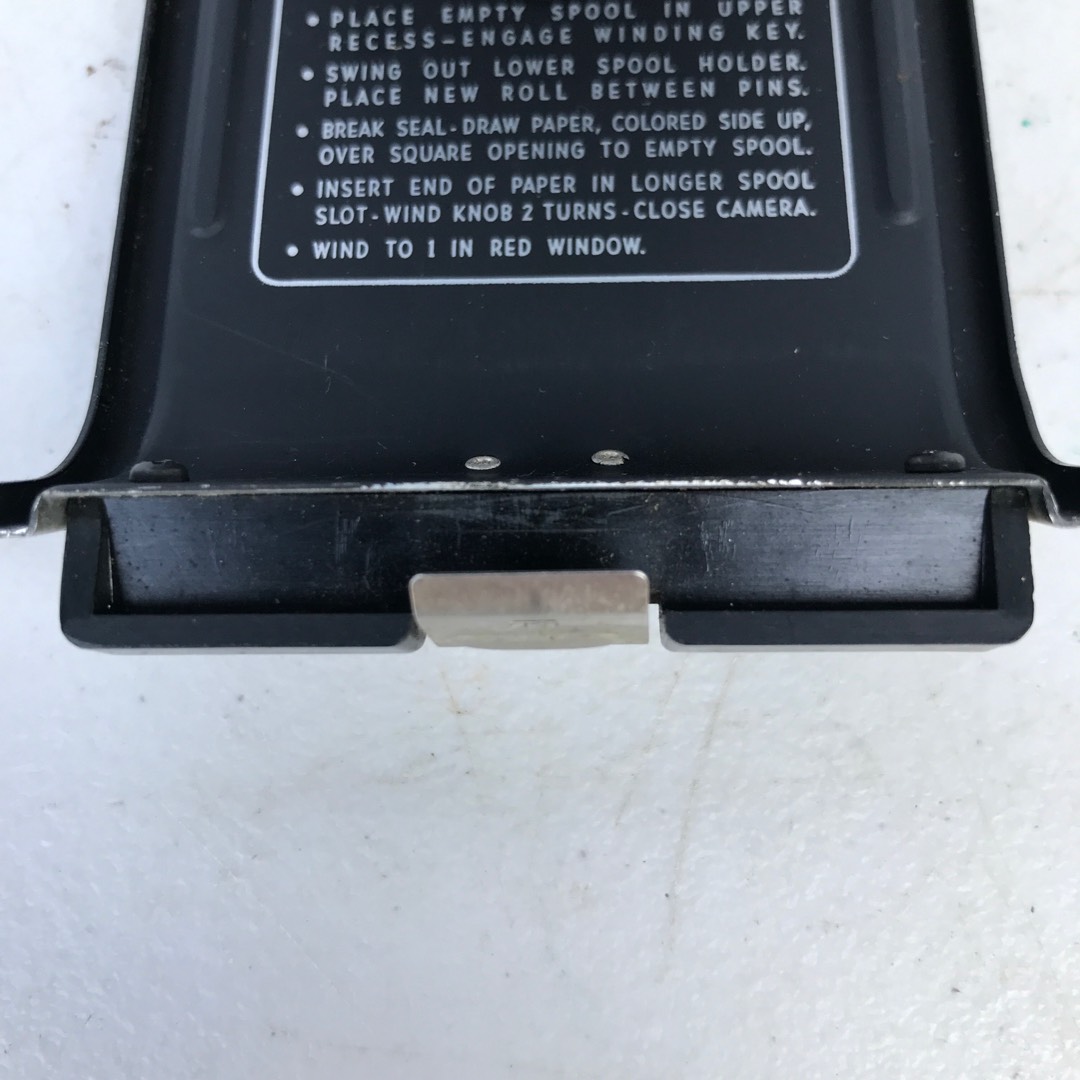 • PLACE EMPTY SPOOL IN UPPER
RECESS-ENGAGE WINDING KEY.
• SWING OUT LOWER SPOOL HOLDER.
PLACE NEW ROLL BETWEEN PINS.
• BREAK SEAL-DRAW PAPER, COLORED SIDE UP,
OVER SQUARE OPENING TO EMPTY SPOOL.
• INSERT END OF PAPER IN LONGER SPOOL
SLOT-WIND KNOB 2 TURNS-CLOSE CAMERA.
• WIND TO 1 IN RED WINDOW.